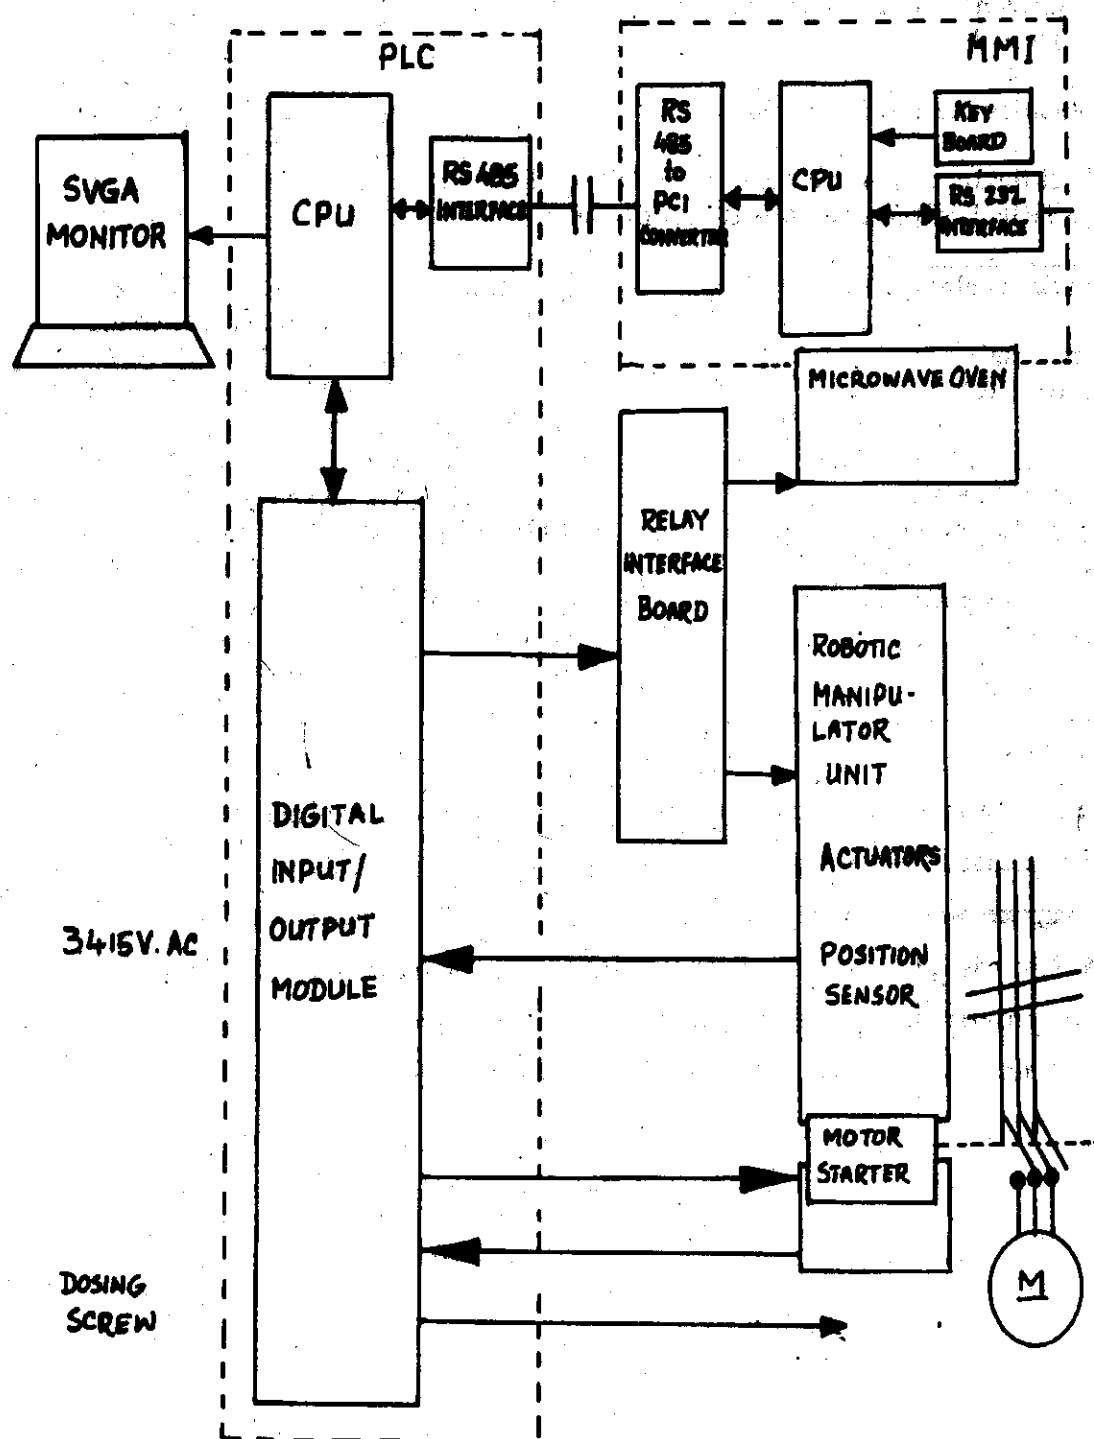 PLC
MMI
SVGA
MONITOR
CPU
RS 485
INTERFACE
RS
485
to
PCi
CONVERTER
CPU
KEY
BOARD
RS 232
INTERFACE
MICROWAVE OVEN
RELAY
INTERFACE
BOARD
ROBOTIC
MANIPU-
LATOR
UNIT
ACTUATORS
POSITION
SENSOR
DIGITAL
INPUT/
OUTPUT
MODULE
3415V. AC
MOTOR
STARTER
DOSING
SCREW
M